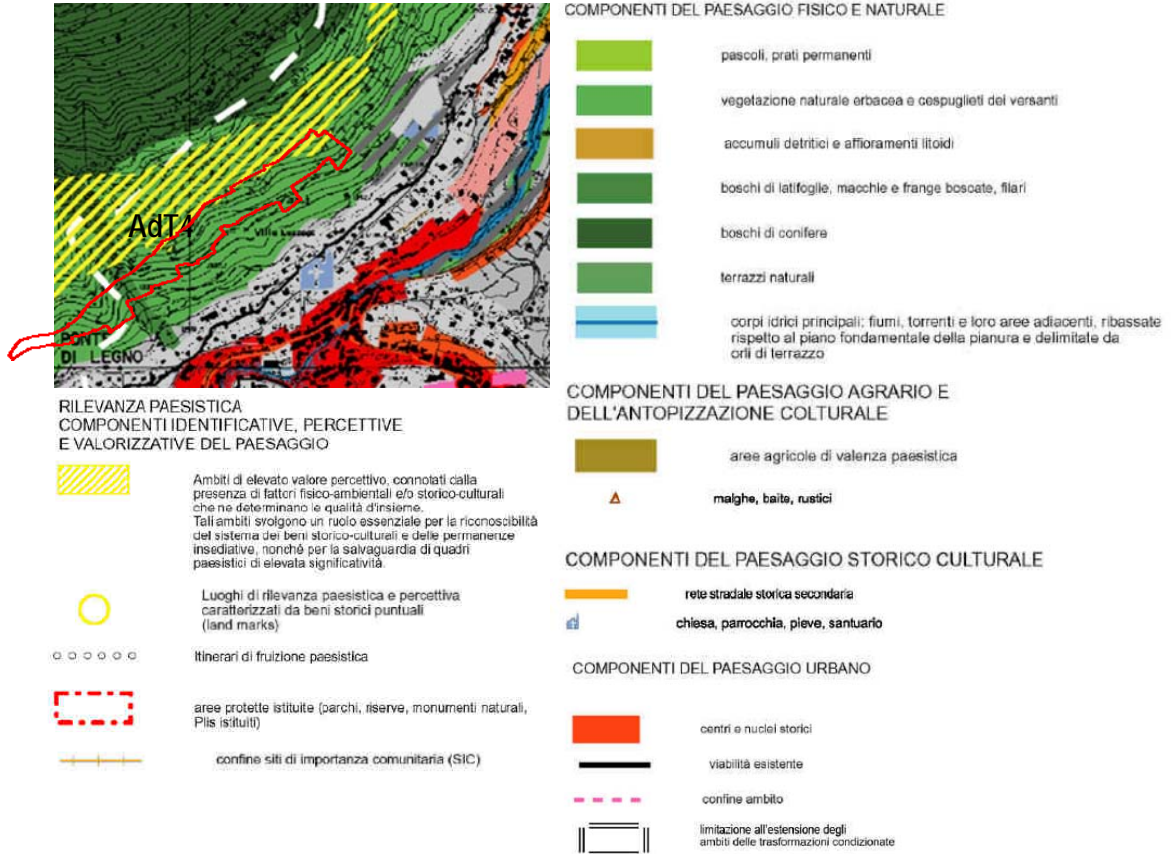 AdT4
Villa Luzzago
PONTE
DI LEGNO
RILEVANZA PAESISTICA
COMPONENTI IDENTIFICATIVE, PERCETTIVE
E VALORIZZATIVE DEL PAESAGGIO
Ambiti di elevato valore percettivo, connotati dalla
presenza di fattori fisico-ambientali e/o storico-culturali
che ne determinano le qualità d'insieme.
Tali ambiti svolgono un ruolo essenziale per la riconoscibilità
del sistema dei beni storico-culturali e delle permanenze
insediative, nonché per la salvaguardia di quadri
paesistici di elevata significatività.
Luoghi di rilevanza paesistica e percettiva
caratterizzati da beni storici puntuali
(land marks)
Itinerari di fruizione paesistica
aree protette istituite (parchi, riserve, monumenti naturali,
Plis istituiti)
confine siti di importanza comunitaria (SIC)
COMPONENTI DEL PAESAGGIO FISICO E NATURALE
pascoli, prati permanenti
vegetazione naturale erbacea e cespuglieti dei versanti
accumuli detritici e affioramenti litoidi
boschi di latifoglie, macchie e frange boscate, filari
boschi di conifere
terrazzi naturali
corpi idrici principali: fiumi, torrenti e loro aree adiacenti, ribassate
rispetto al piano fondamentale della pianura e delimitate da
orli di terrazzo
COMPONENTI DEL PAESAGGIO AGRARIO E
DELL'ANTOPIZZAZIONE COLTURALE
aree agricole di valenza paesistica
malghe, baite, rustici
COMPONENTI DEL PAESAGGIO STORICO CULTURALE
rete stradale storica secondaria
chiesa, parrocchia, pieve, santuario
COMPONENTI DEL PAESAGGIO URBANO
centri e nuclei storici
viabilità esistente
confine ambito
limitazione all'estensione degli
ambiti delle trasformazioni condizionate